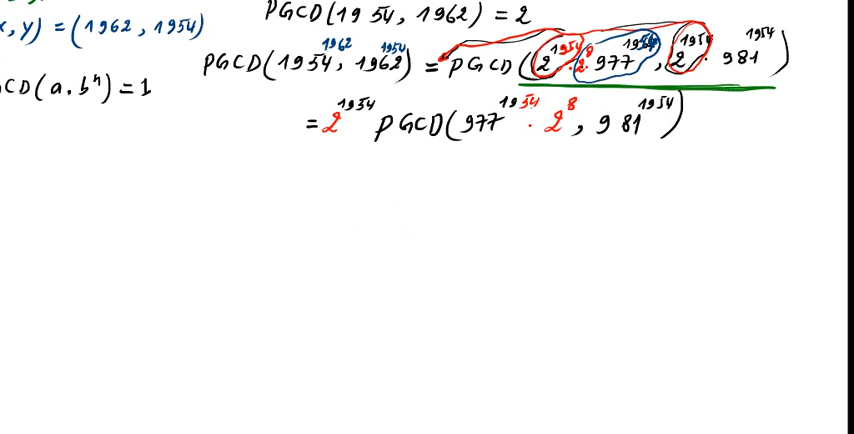 PGCD(1954, 1962) = 2
x, y) = (1962, 1954)
PGCD(1954^1962, 1962^1954) = PGCD(2^1954 · 2^8 · 977, 2^1954 · 981^1954)
CD(a, b^n) = 1
= 2^1954 PGCD(977^1954 · 2^8, 981^1954)